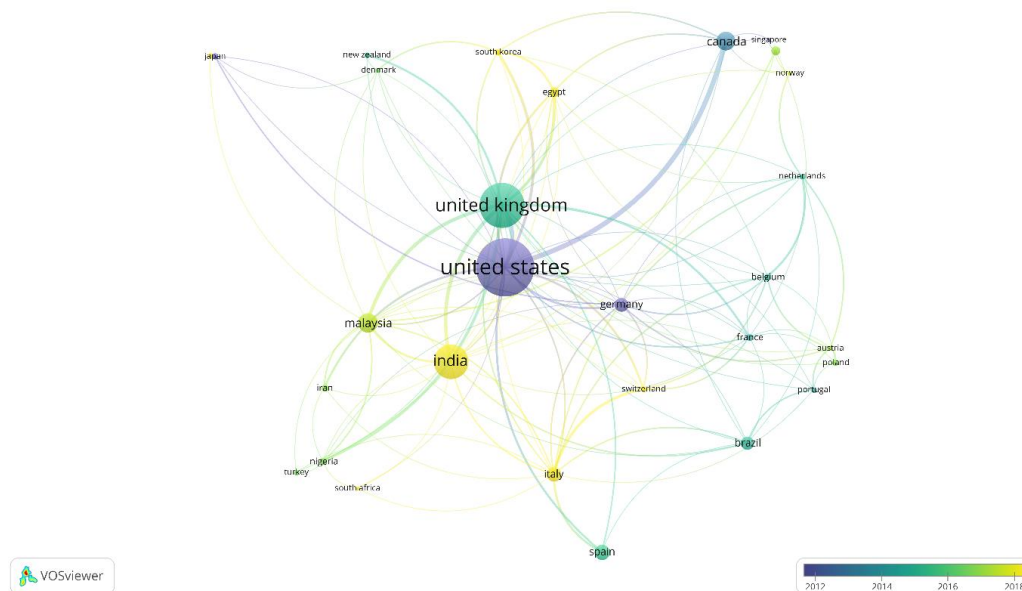 canada
singapore
japan
new zealand
south korea
denmark
norway
egypt
netherlands
united kingdom
united states
belgium
germany
malaysia
france
austria
india
poland
iran
switzerland
portugal
brazil
nigeria
turkey
italy
south africa
spain
VOSviewer
2012 2014 2016 2018